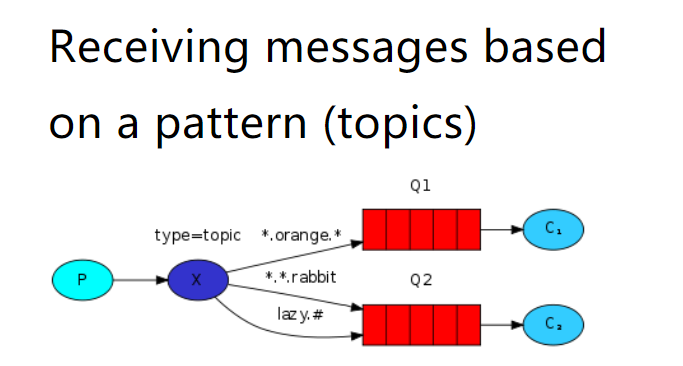 Receiving messages based
on a pattern (topics)
Q1
type=topic *.orange.*
C₁
P
X
*.*.rabbit
Q2
lazy.#
C₂